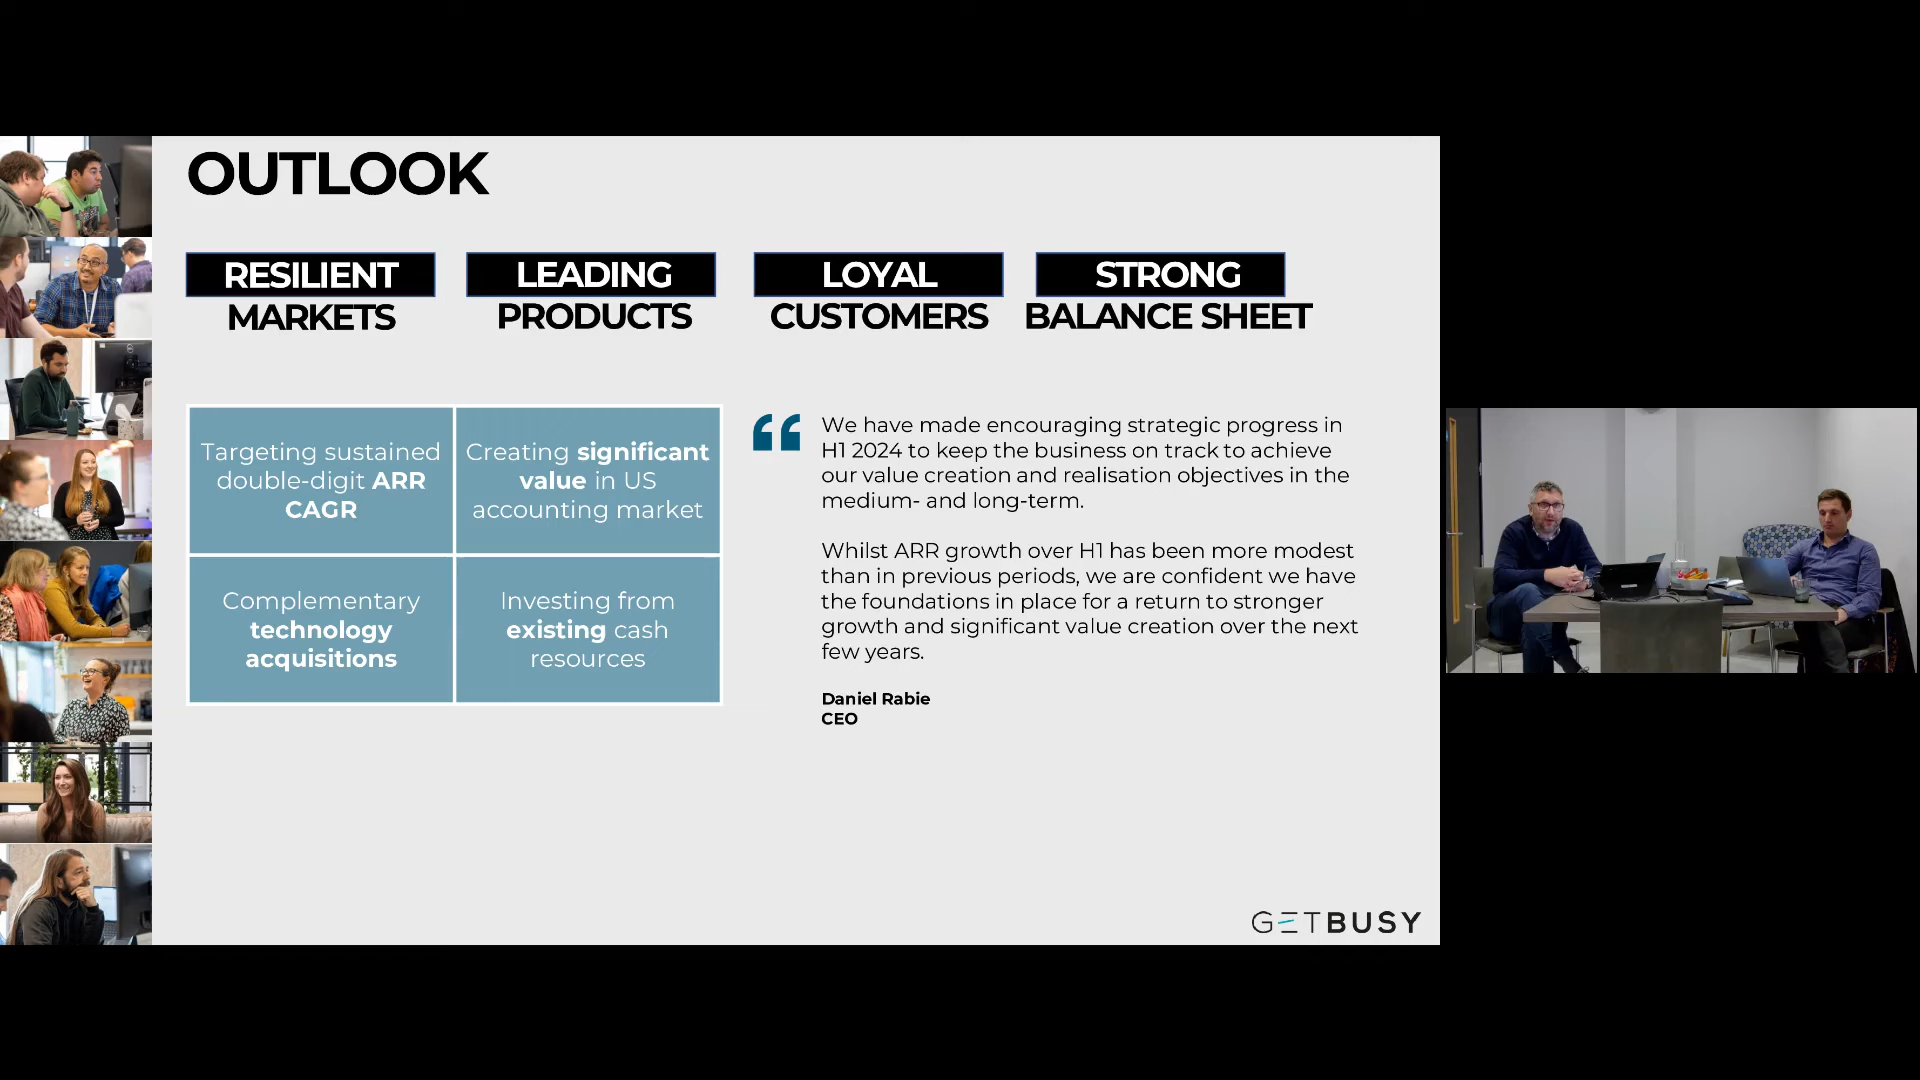 OUTLOOK
RESILIENT
MARKETS
LEADING
PRODUCTS
LOYAL
CUSTOMERS
STRONG
BALANCE SHEET
Targeting sustained
double-digit ARR
CAGR
Creating significant
value in US
accounting market
Complementary
technology
acquisitions
Investing from
existing cash
resources
“
We have made encouraging strategic progress in
H1 2024 to keep the business on track to achieve
our value creation and realisation objectives in the
medium- and long-term.
Whilst ARR growth over H1 has been more modest
than in previous periods, we are confident we have
the foundations in place for a return to stronger
growth and significant value creation over the next
few years.
Daniel Rabie
CEO
GETBUSY